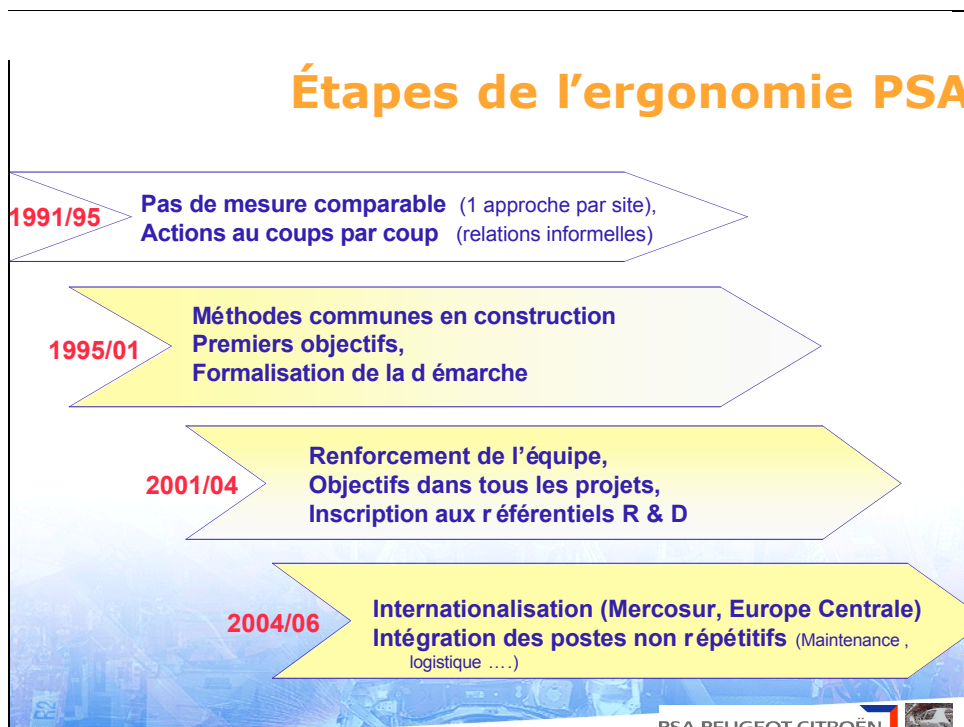 Étapes de l’ergonomie PSA
1991/95
Pas de mesure comparable (1 approche par site),
Actions au coups par coup (relations informelles)
1995/01
Méthodes communes en construction
Premiers objectifs,
Formalisation de la d émarche
2001/04
Renforcement de l’équipe,
Objectifs dans tous les projets,
Inscription aux r éférentiels R & D
2004/06
Internationalisation (Mercosur, Europe Centrale)
Intégration des postes non r épétitifs (Maintenance ,
logistique ….)
PSA PEUGEOT CITROËN